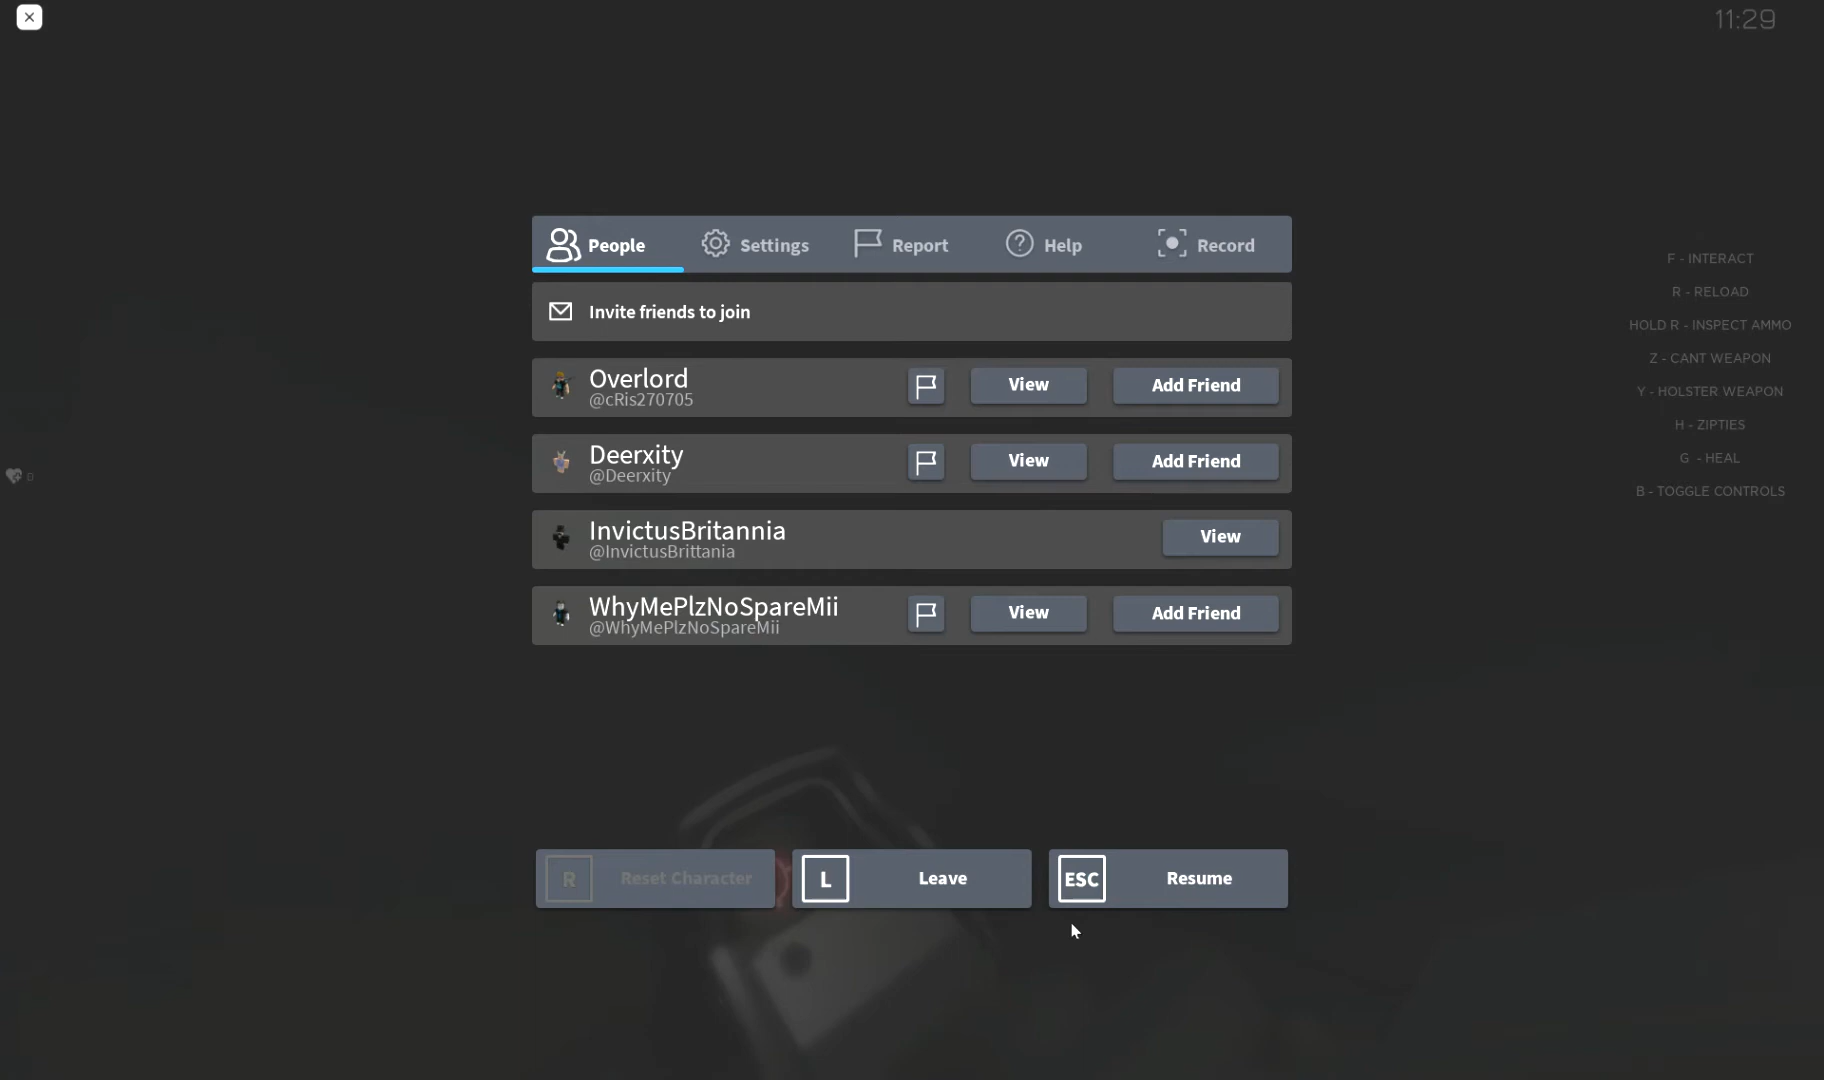 11:29
People
Settings
Report
Help
Record
Invite friends to join
Overlord
@cRis270705
View
Add Friend
Deerxity
@Deerxity
View
Add Friend
InvictusBritannia
@InvictusBrittania
View
WhyMePlzNoSpareMii
@WhyMePlzNoSpareMii
View
Add Friend
F - INTERACT
R - RELOAD
HOLD R - INSPECT AMMO
Z - CANT WEAPON
Y - HOLSTER WEAPON
H - ZIPTIES
G - HEAL
B - TOGGLE CONTROLS
0
R Reset Character
L Leave
ESC Resume